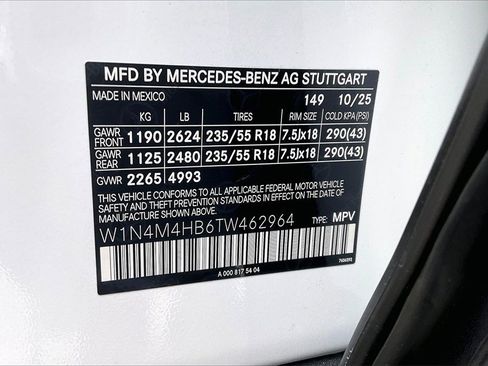 MFD BY MERCEDES-BENZ AG STUTTGART
MADE IN MEXICO 149 10/25
KG LB TIRES RIM SIZE COLD KPA(PSI)
GAWR FRONT 1190 2624 235/55 R18 7.5Jx18 290(43)
GAWR REAR 1125 2480 235/55 R18 7.5Jx18 290(43)
GVWR 2265 4993
THIS VEHICLE CONFORMS TO ALL APPLICABLE FEDERAL MOTOR VEHICLE
SAFETY AND THEFT PREVENTION STANDARDS IN EFFECT ON THE DATE OF
MANUFACTURE SHOWN ABOVE.
W1N4M4HB6TW462964 TYPE: MPV
A 000 817 54 04